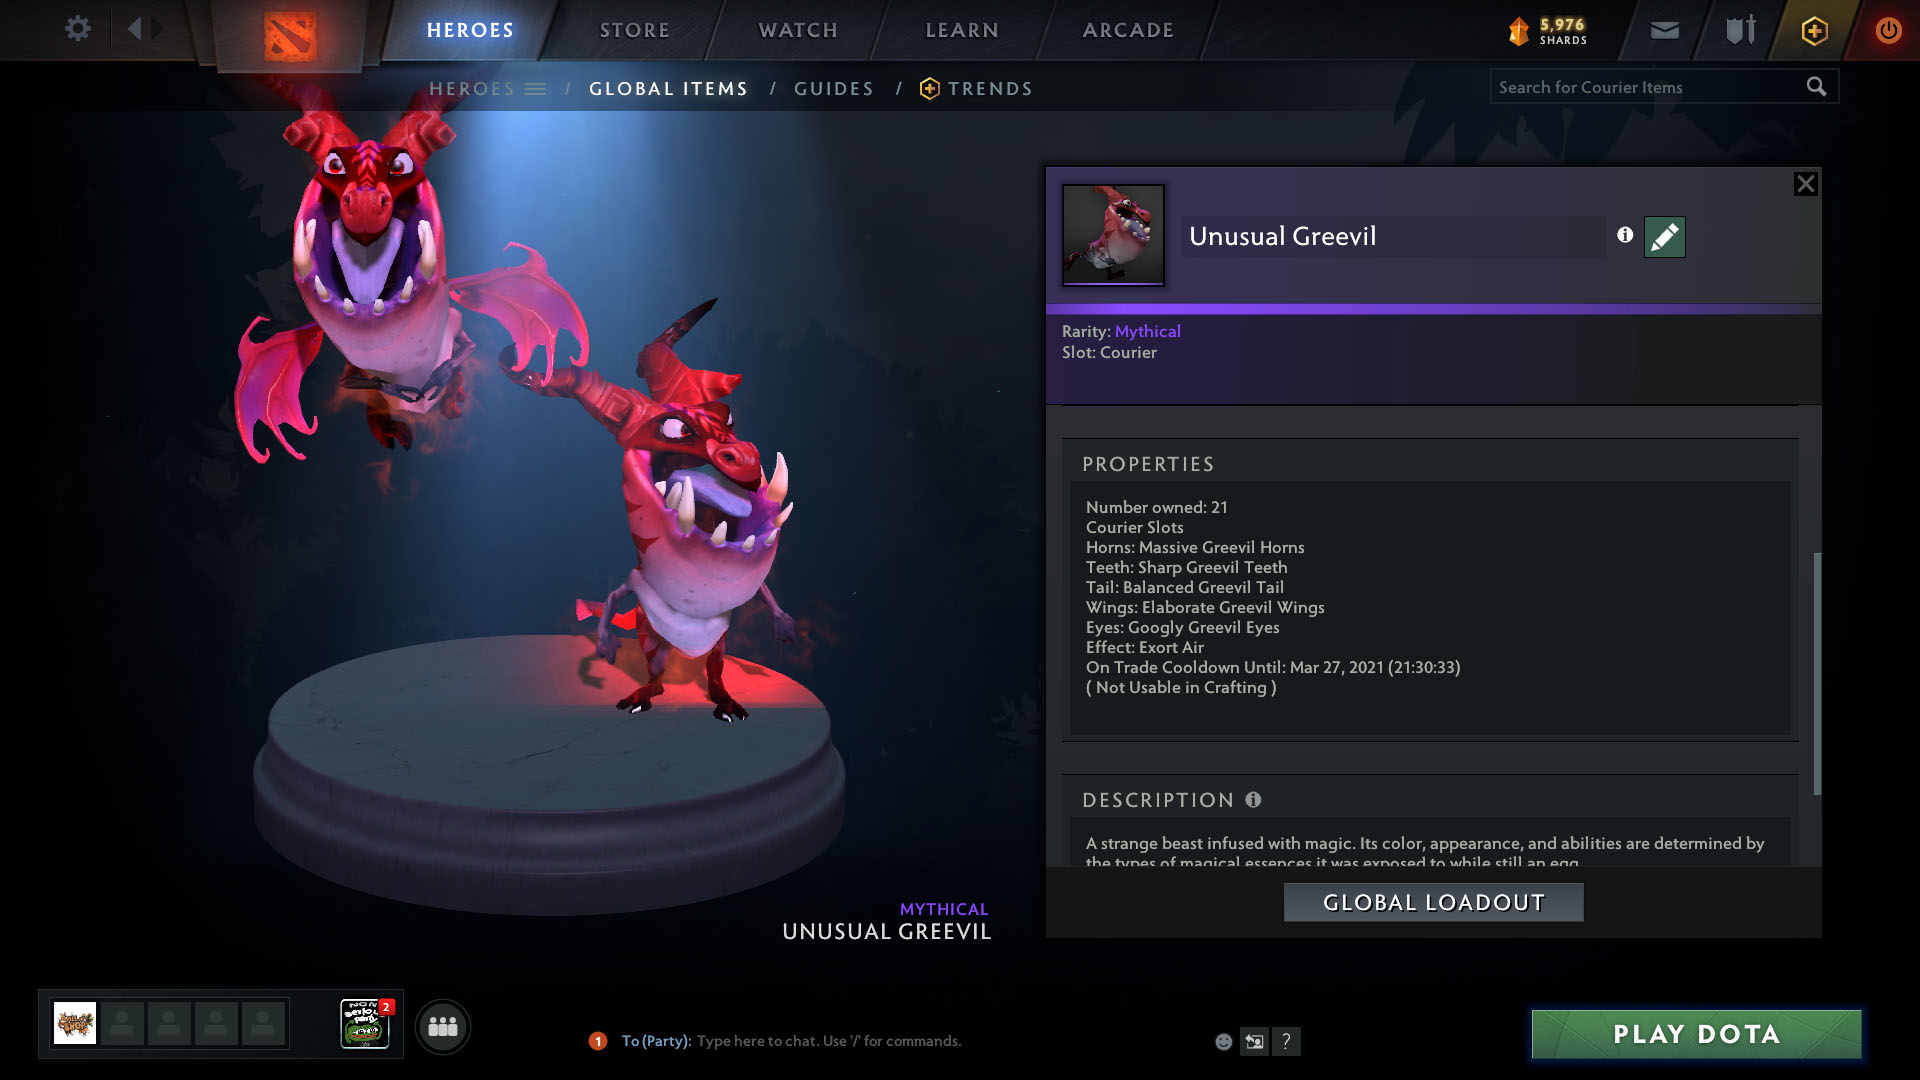 HEROES
STORE
WATCH
LEARN
ARCADE
5,976
SHARDS
HEROES
/
GLOBAL ITEMS
/
GUIDES
/
TRENDS
Search for Courier Items
Unusual Greevil
Rarity: Mythical
Slot: Courier
PROPERTIES
Number owned: 21
Courier Slots
Horns: Massive Greevil Horns
Teeth: Sharp Greevil Teeth
Tail: Balanced Greevil Tail
Wings: Elaborate Greevil Wings
Eyes: Googly Greevil Eyes
Effect: Exort Air
On Trade Cooldown Until: Mar 27, 2021 (21:30:33)
( Not Usable in Crafting )
DESCRIPTION
A strange beast infused with magic. Its color, appearance, and abilities are determined by
the types of magical essences it was exposed to while still an egg
GLOBAL LOADOUT
MYTHICAL
UNUSUAL GREEVIL
2
1
To (Party): Type here to chat. Use '/' for commands.
?
PLAY DOTA